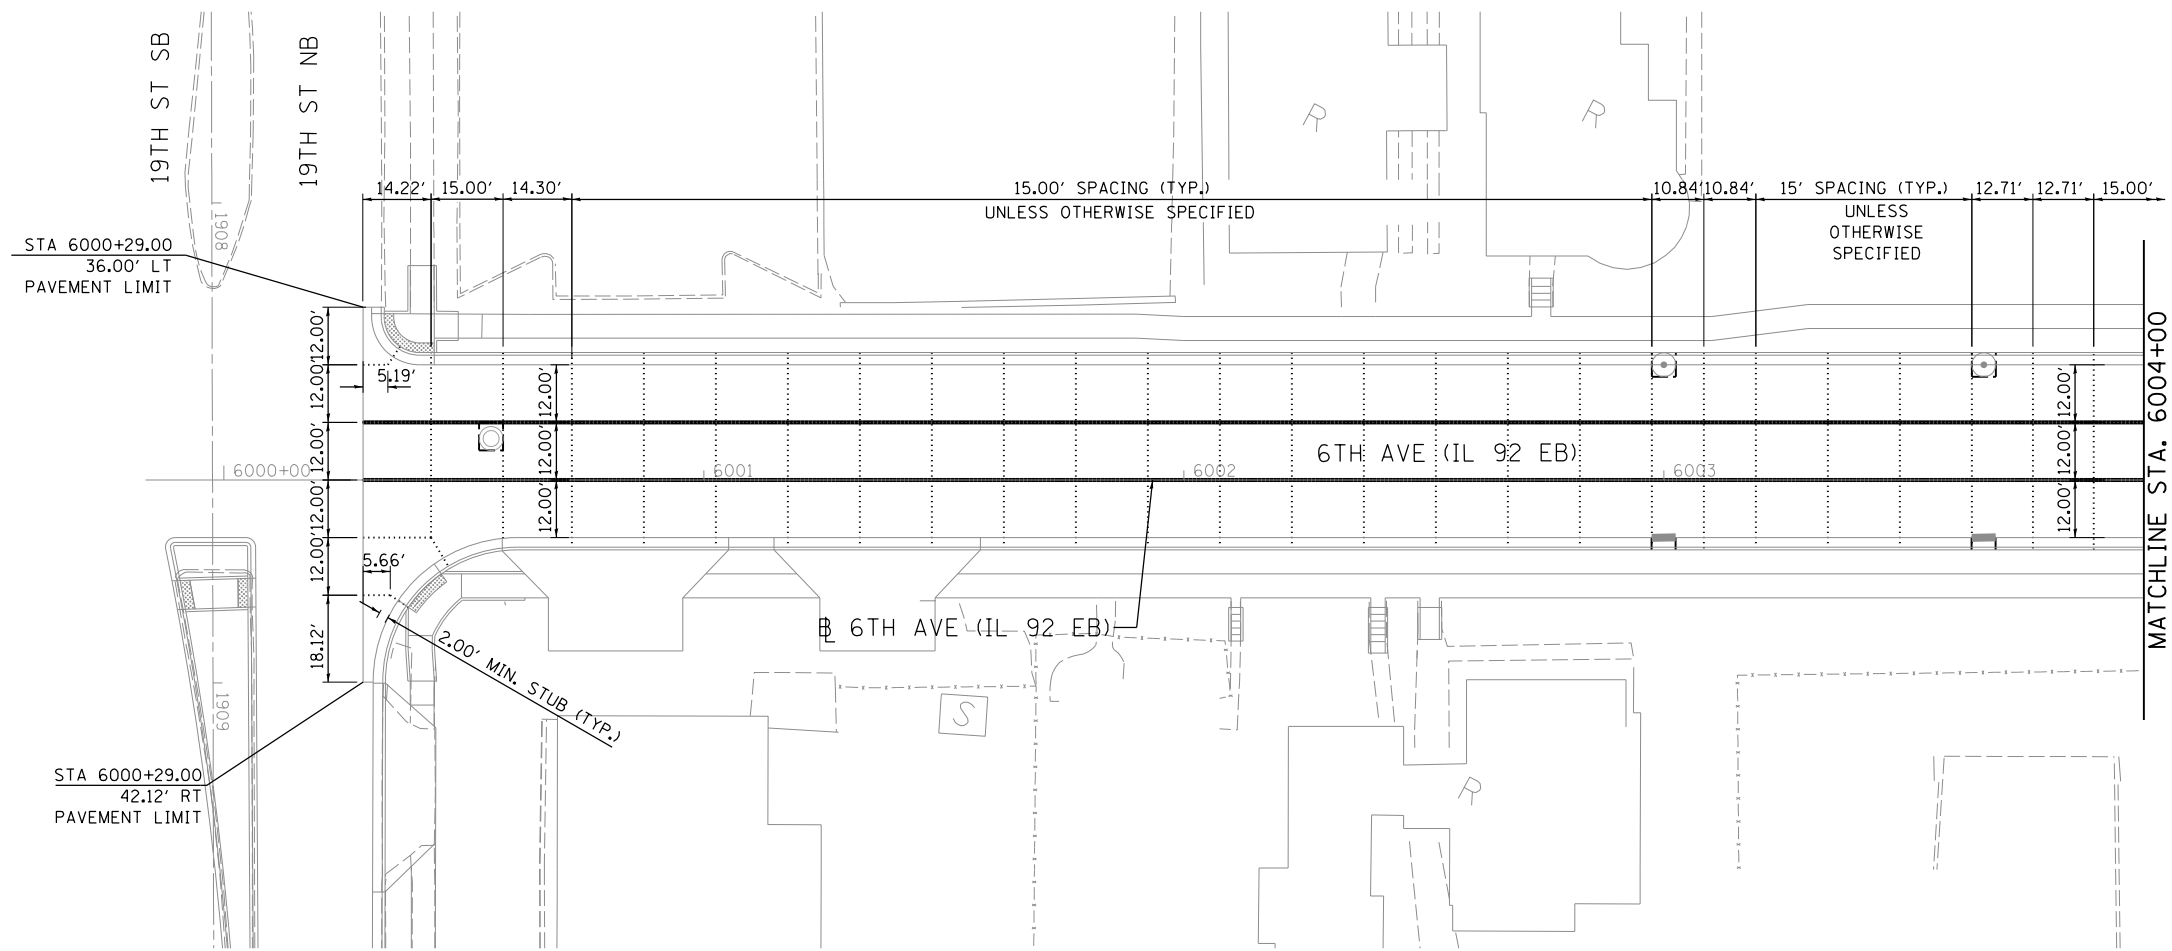 19TH ST SB
19TH ST NB
1908
STA 6000+29.00
36.00' LT
PAVEMENT LIMIT
14.22'
15.00'
14.30'
15.00' SPACING (TYP.)
UNLESS OTHERWISE SPECIFIED
10.84'
10.84'
15' SPACING (TYP.)
UNLESS
OTHERWISE
SPECIFIED
12.71'
12.71'
15.00'
R
R
12.00'
12.00'
12.00'
12.00'
12.00'
18.12'
5.19'
12.00'
12.00'
12.00'
12.00'
12.00'
12.00'
6TH AVE (IL 92 EB)
6000+00
6001
6002
6003
MATCHLINE STA. 6004+00
5.66'
2.00' MIN. STUB (TYP.)
℄ 6TH AVE (IL 92 EB)
S
R
1909
STA 6000+29.00
42.12' RT
PAVEMENT LIMIT